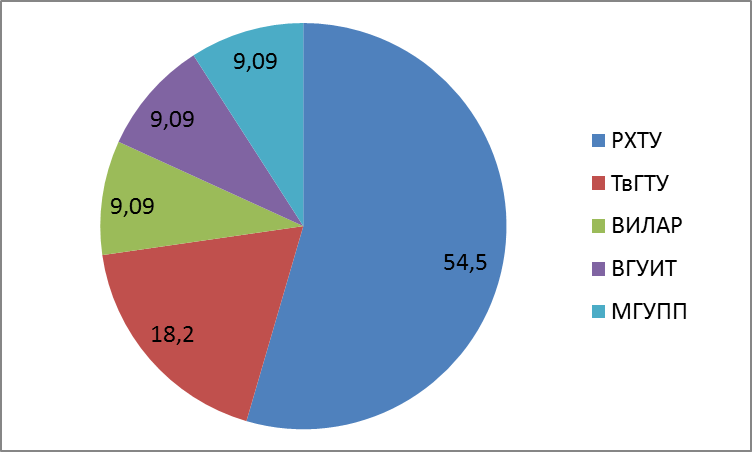 9,09
9,09
9,09
18,2
54,5
РХТУ
ТвГТУ
ВИЛАР
ВГУИТ
МГУПП